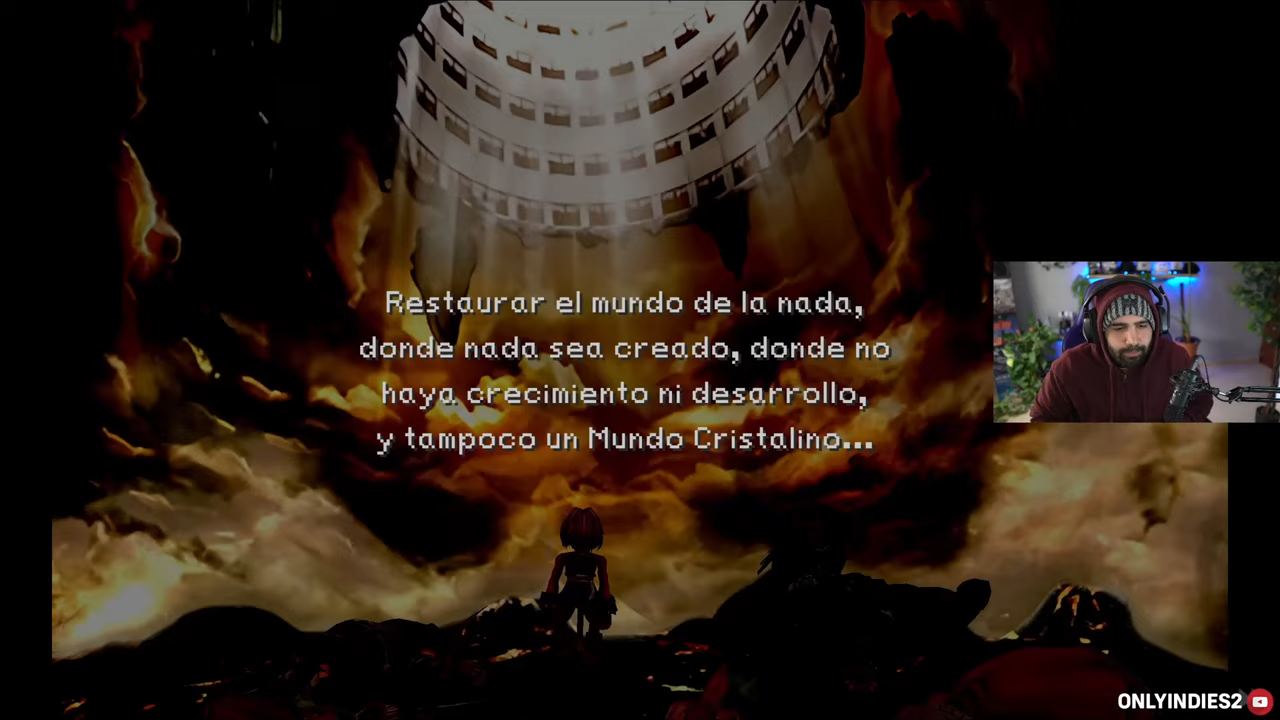 Restaurar el mundo de la nada,
donde nada sea creado, donde no
haya crecimiento ni desarrollo,
y tampoco un Mundo Cristalino...
ONLYINDIES2